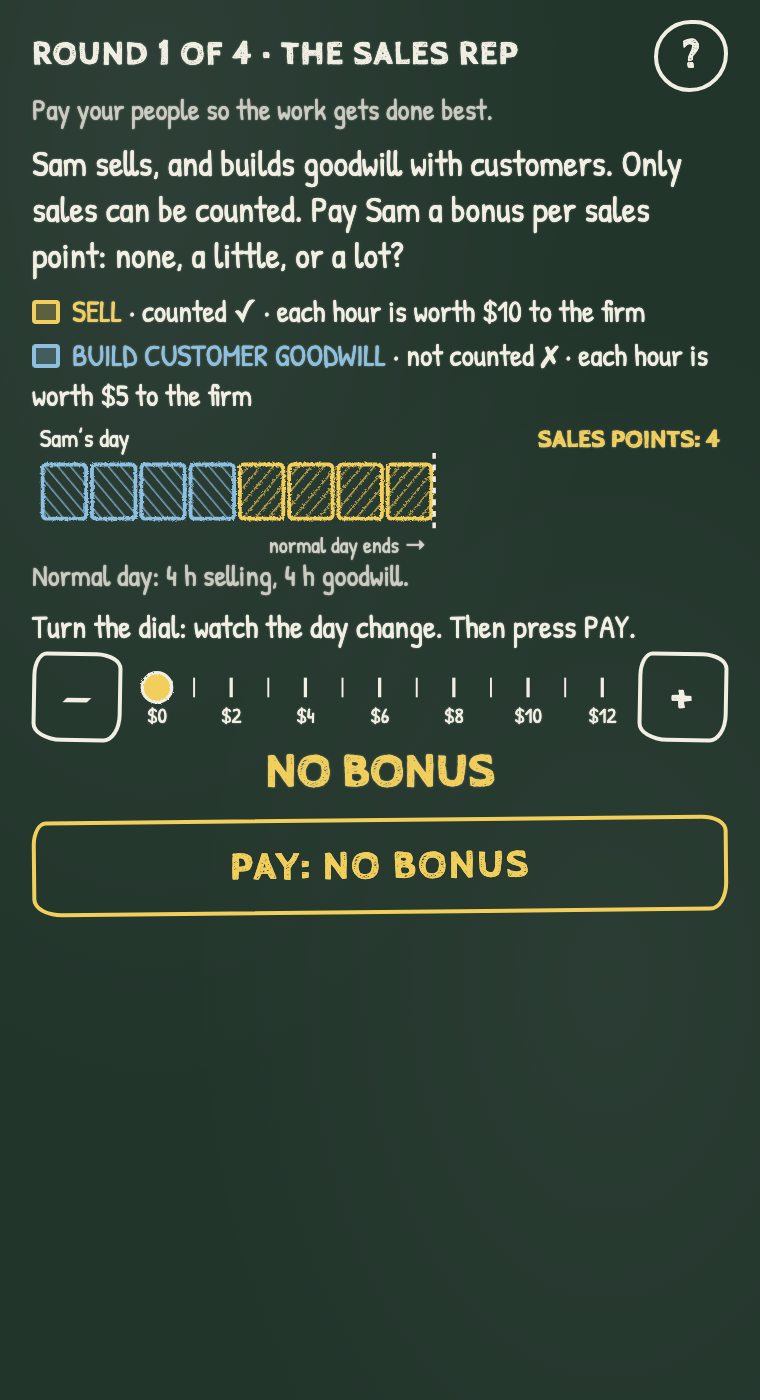 ROUND 1 OF 4 · THE SALES REP
?
Pay your people so the work gets done best.
Sam sells, and builds goodwill with customers. Only
sales can be counted. Pay Sam a bonus per sales
point: none, a little, or a lot?
SELL · counted ✓ · each hour is worth $10 to the firm
BUILD CUSTOMER GOODWILL · not counted ✗ · each hour is
worth $5 to the firm
Sam's day
SALES POINTS: 4
normal day ends →
Normal day: 4 h selling, 4 h goodwill.
Turn the dial: watch the day change. Then press PAY.
−
$0 $2 $4 $6 $8 $10 $12
+
NO BONUS
PAY: NO BONUS